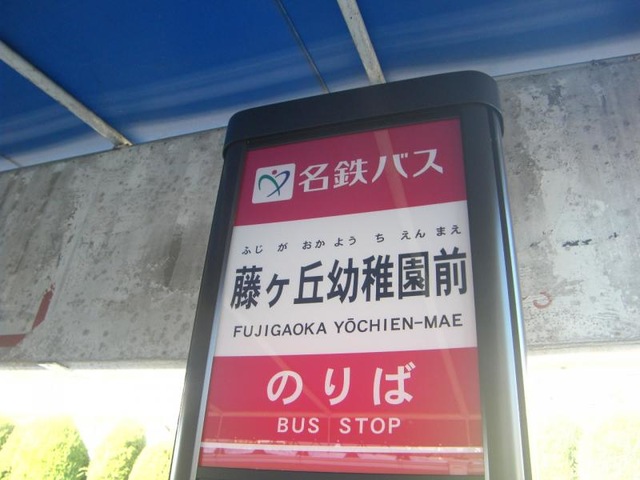 名鉄バス
ふじ が おか よう ち えん まえ
藤ヶ丘幼稚園前
FUJIGAOKA YŌCHIEN-MAE
のりば
BUS STOP